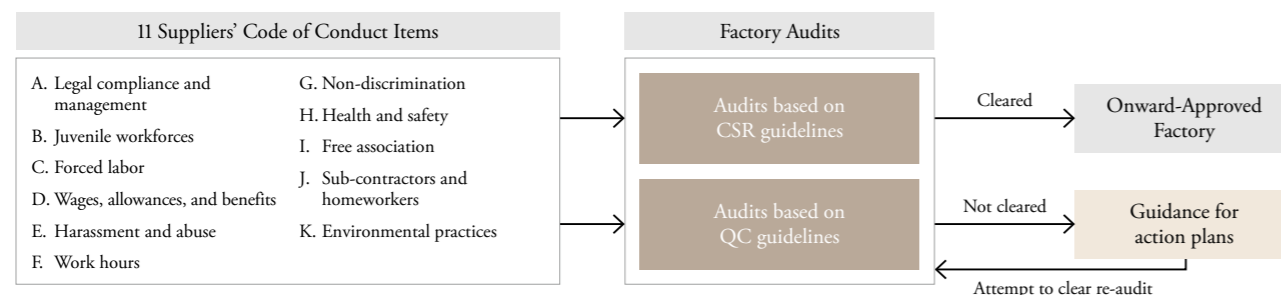 11 Suppliers’ Code of Conduct Items
A. Legal compliance and
management
B. Juvenile workforces
C. Forced labor
D. Wages, allowances, and benefits
E. Harassment and abuse
F. Work hours
G. Non-discrimination
H. Health and safety
I. Free association
J. Sub-contractors and
homeworkers
K. Environmental practices
Factory Audits
Audits based on
CSR guidelines
Audits based on
QC guidelines
Cleared
Onward-Approved
Factory
Not cleared
Guidance for
action plans
Attempt to clear re-audit